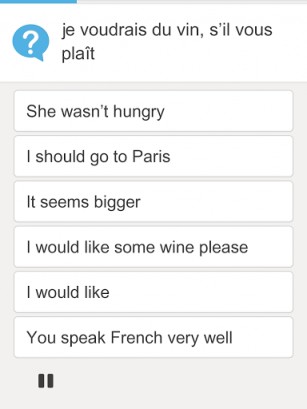 ?
je voudrais du vin, s’il vous
plaît
She wasn’t hungry
I should go to Paris
It seems bigger
I would like some wine please
I would like
You speak French very well